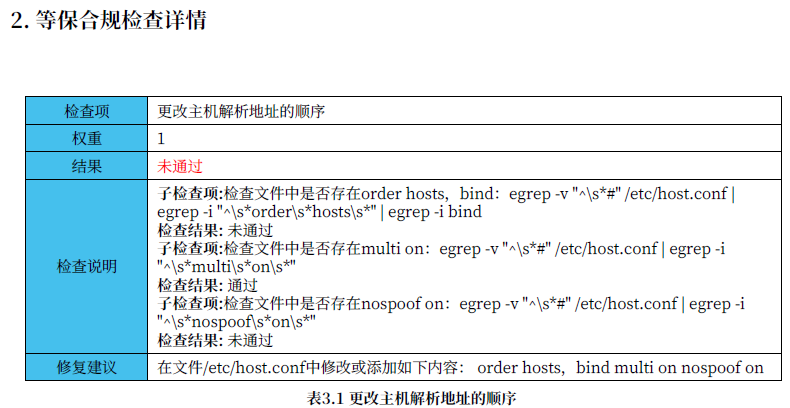 2. 等保合规检查详情
检查项 更改主机解析地址的顺序
权重 1
结果 未通过
检查说明
子检查项:检查文件中是否存在order hosts，bind：egrep -v "^\s*#" /etc/host.conf |
egrep -i "^\s*order\s*hosts\s*" | egrep -i bind
检查结果: 未通过
子检查项:检查文件中是否存在multi on：egrep -v "^\s*#" /etc/host.conf | egrep -i
"^\s*multi\s*on\s*"
检查结果: 通过
子检查项:检查文件中是否存在nospoof on：egrep -v "^\s*#" /etc/host.conf | egrep -i
"^\s*nospoof\s*on\s*"
检查结果: 未通过
修复建议 在文件/etc/host.conf中修改或添加如下内容： order hosts，bind multi on nospoof on
表3.1 更改主机解析地址的顺序